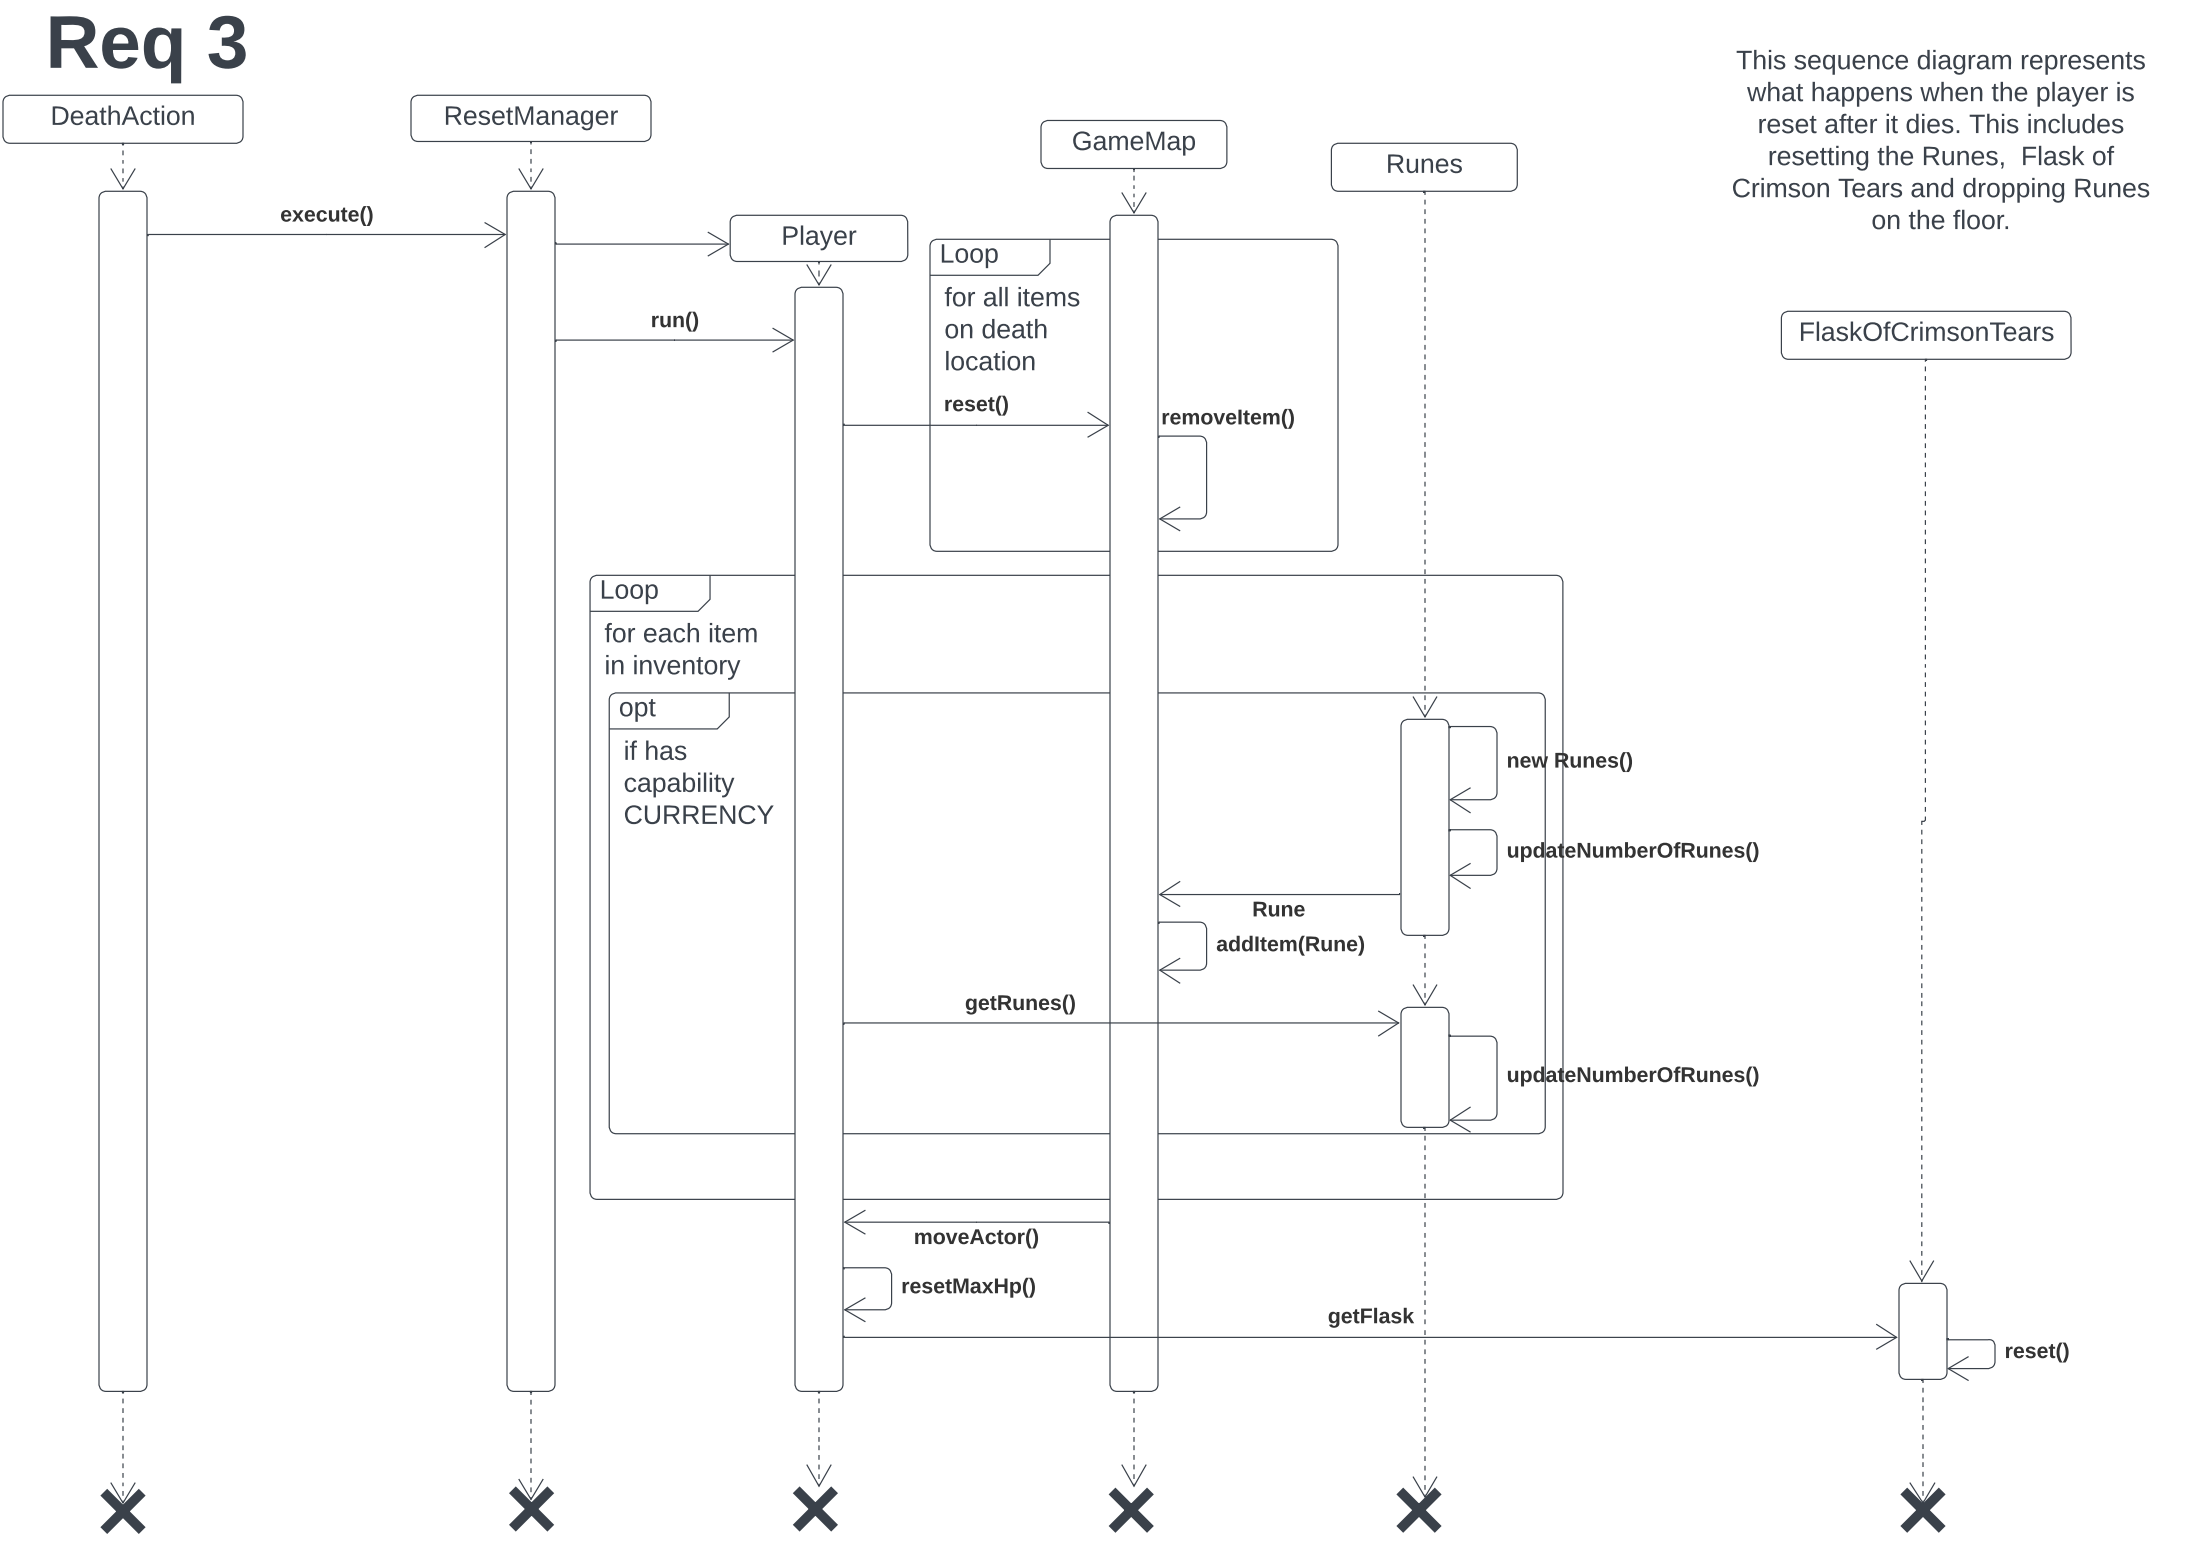 Req 3
This sequence diagram represents
what happens when the player is
reset after it dies. This includes
resetting the Runes,  Flask of
Crimson Tears and dropping Runes
on the floor.
DeathAction
ResetManager
GameMap
Runes
execute()
Player
Loop
for all items
on death
location
run()
FlaskOfCrimsonTears
reset()
removeItem()
Loop
for each item
in inventory
opt
if has
capability
CURRENCY
new Runes()
updateNumberOfRunes()
Rune
addItem(Rune)
getRunes()
updateNumberOfRunes()
moveActor()
resetMaxHp()
getFlask
reset()